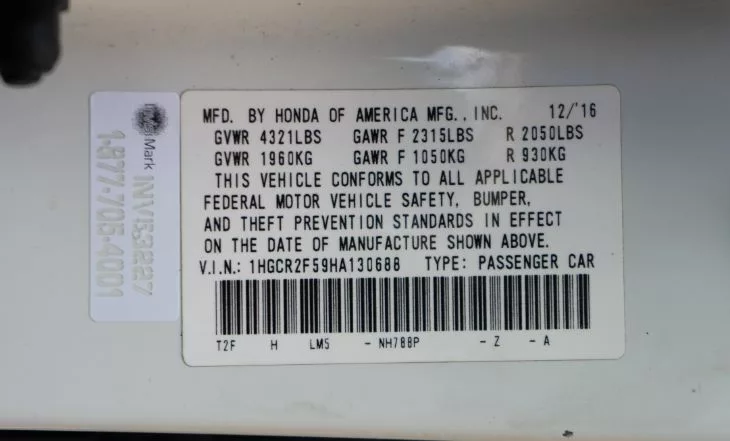 MFD. BY HONDA OF AMERICA MFG., INC. 12/'16
GVWR 4321LBS GAWR F 2315LBS R 2050LBS
GVWR 1960KG GAWR F 1050KG R 930KG
THIS VEHICLE CONFORMS TO ALL APPLICABLE
FEDERAL MOTOR VEHICLE SAFETY, BUMPER,
AND THEFT PREVENTION STANDARDS IN EFFECT
ON THE DATE OF MANUFACTURE SHOWN ABOVE.
V.I.N.: 1HGCR2F59HA130688 TYPE: PASSENGER CAR
T2F H LM5 - NH788P - Z - A
Mark
1-877-705-4001